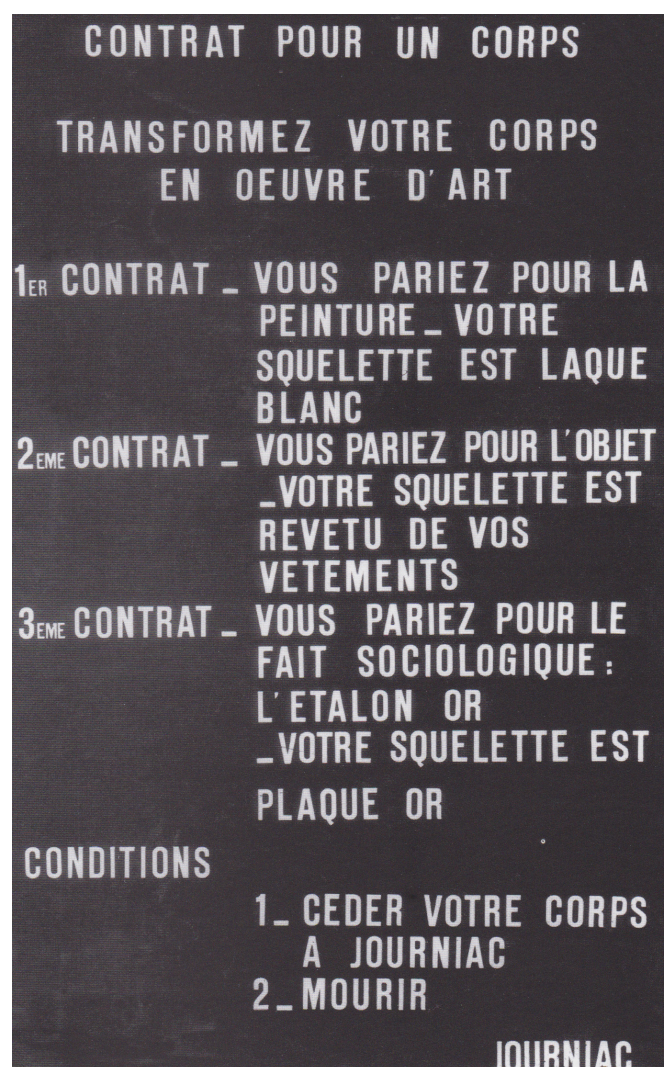 CONTRAT POUR UN CORPS
TRANSFORMEZ VOTRE CORPS
EN OEUVRE D'ART
1ER CONTRAT _ VOUS PARIEZ POUR LA
PEINTURE _ VOTRE
SQUELETTE EST LAQUE
BLANC
2EME CONTRAT _ VOUS PARIEZ POUR L'OBJET
_VOTRE SQUELETTE EST
REVETU DE VOS
VETEMENTS
3EME CONTRAT _ VOUS PARIEZ POUR LE
FAIT SOCIOLOGIQUE :
L'ETALON OR
_VOTRE SQUELETTE EST
PLAQUE OR
CONDITIONS
1_ CEDER VOTRE CORPS
A JOURNIAC
2_ MOURIR
JOURNIAC